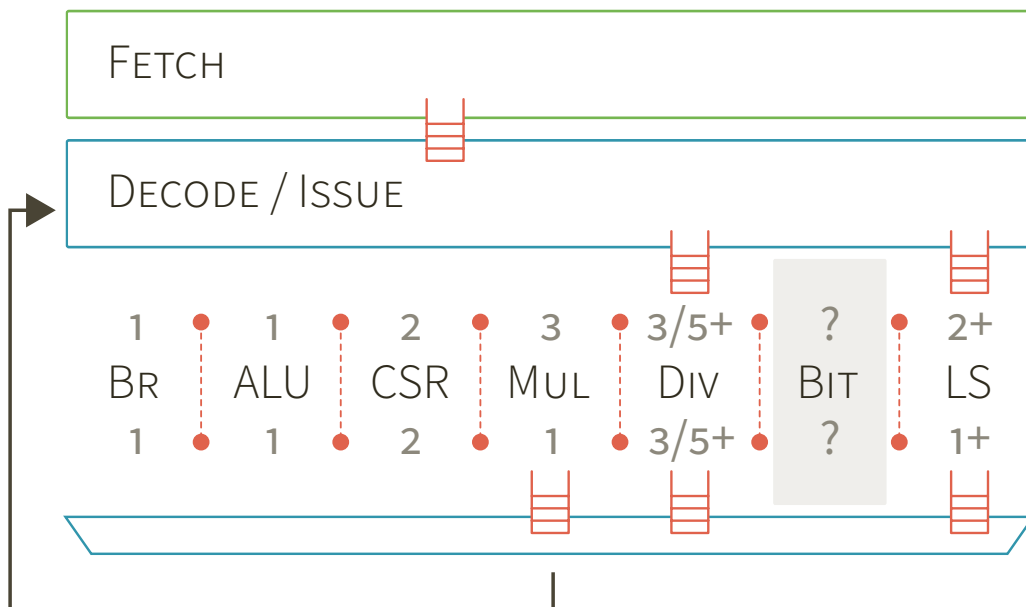 Fetch
Decode / Issue
1 1 2 3 3/5+ ? 2+
Br ALU CSR Mul Div Bit LS
1 1 2 1 3/5+ ? 1+